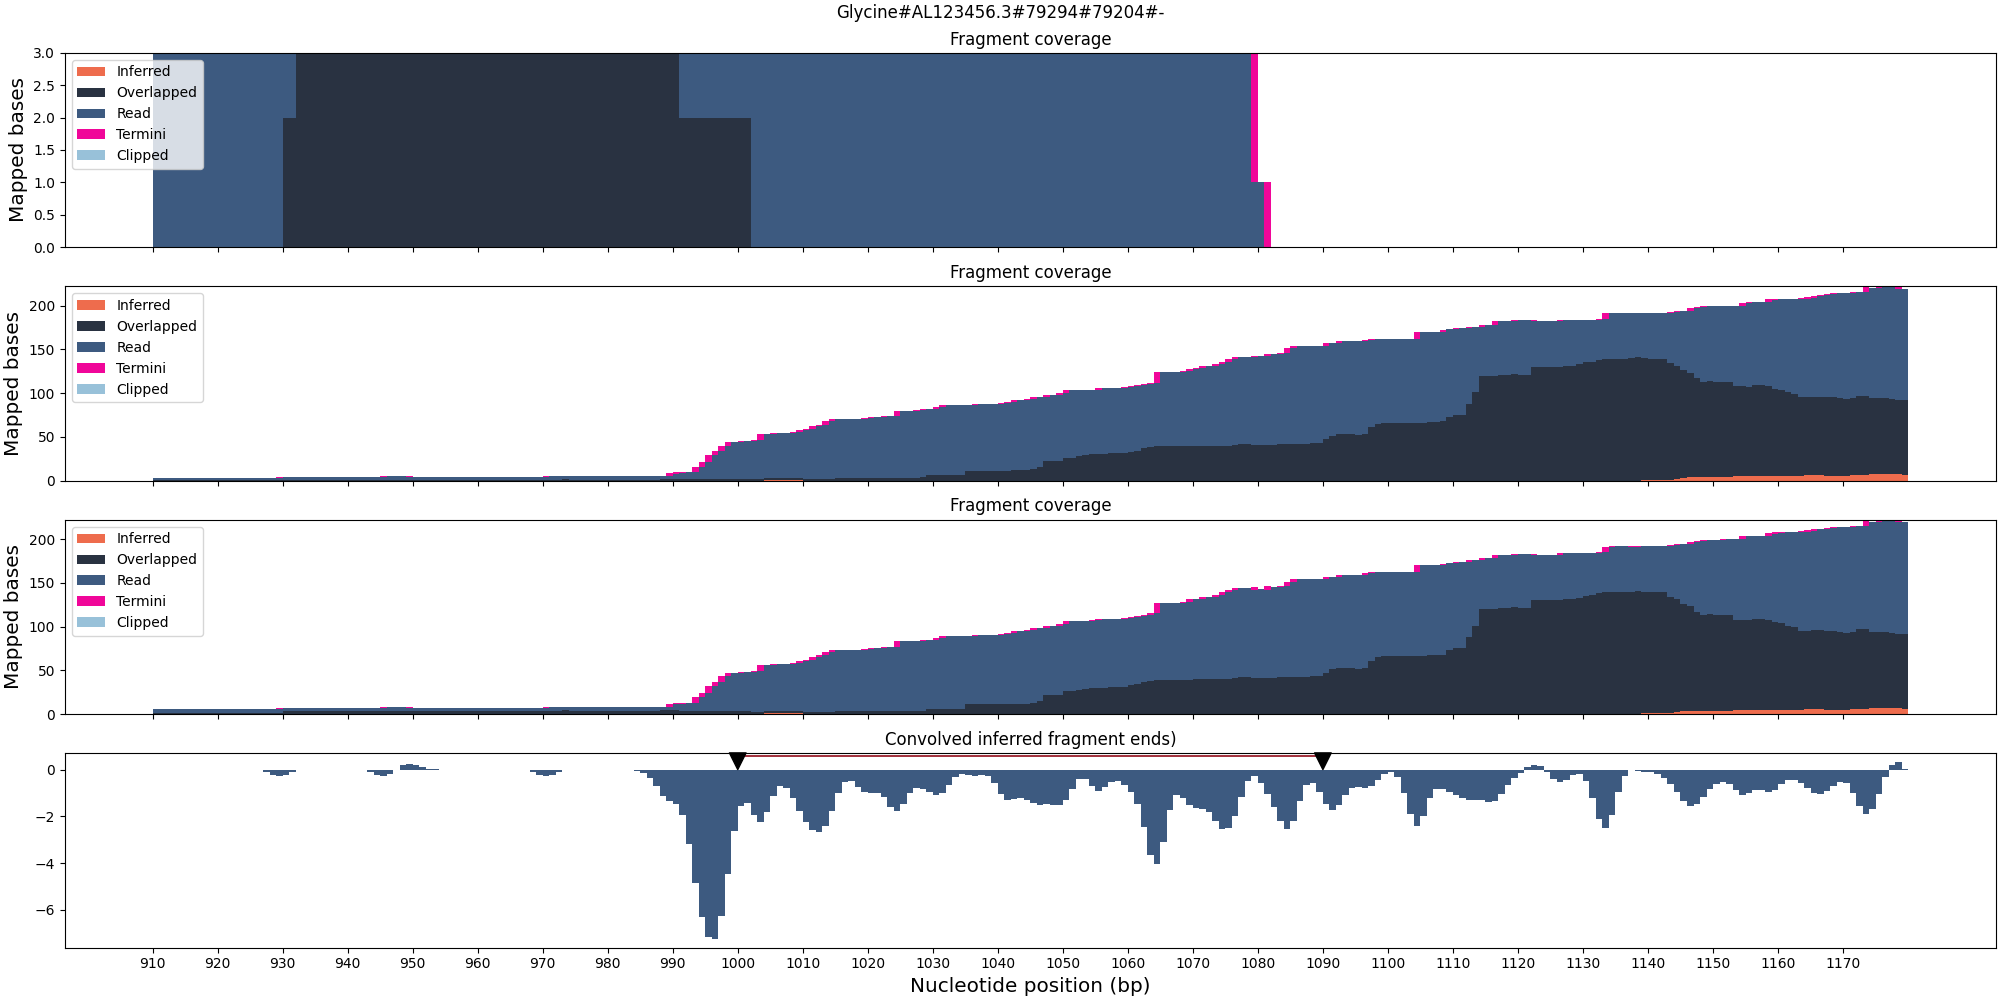 Glycine#AL123456.3#79294#79204#-
Fragment coverage
Mapped bases
3.0
2.5
2.0
1.5
1.0
0.5
0.0
Inferred
Overlapped
Read
Termini
Clipped
Fragment coverage
Mapped bases
200
150
100
50
0
Inferred
Overlapped
Read
Termini
Clipped
Fragment coverage
Mapped bases
200
150
100
50
0
Inferred
Overlapped
Read
Termini
Clipped
Convolved inferred fragment ends)
0
−2
−4
−6
910 920 930 940 950 960 970 980 990 1000 1010 1020 1030 1040 1050 1060 1070 1080 1090 1100 1110 1120 1130 1140 1150 1160 1170
Nucleotide position (bp)